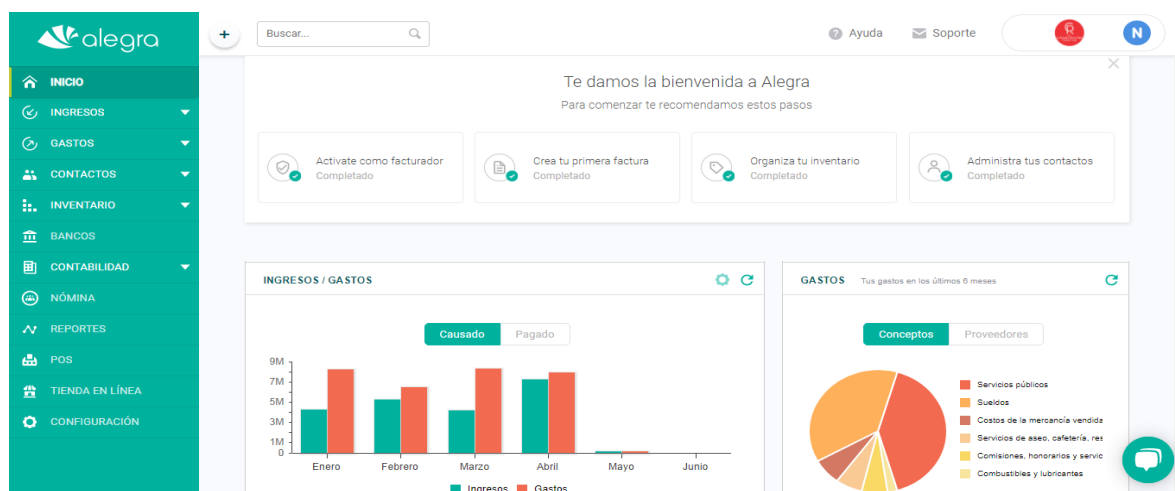 alegra
+
Buscar...
Ayuda
Soporte
N
INICIO
INGRESOS
GASTOS
CONTACTOS
INVENTARIO
BANCOS
CONTABILIDAD
NÓMINA
REPORTES
POS
TIENDA EN LÍNEA
CONFIGURACIÓN
Te damos la bienvenida a Alegra
Para comenzar te recomendamos estos pasos
Activate como facturador
Completado
Crea tu primera factura
Completado
Organiza tu inventario
Completado
Administra tus contactos
Completado
INGRESOS / GASTOS
Causado Pagado
9M
7M
5M
3M
1M
0
Enero Febrero Marzo Abril Mayo Junio
Ingresos Gastos
GASTOS Tus gastos en los últimos 6 meses
Conceptos Proveedores
Servicios públicos
Sueldos
Costos de la mercancía vendida
Servicios de aseo, cafetería, res
Comisiones, honorarios y servic
Combustibles y lubricantes